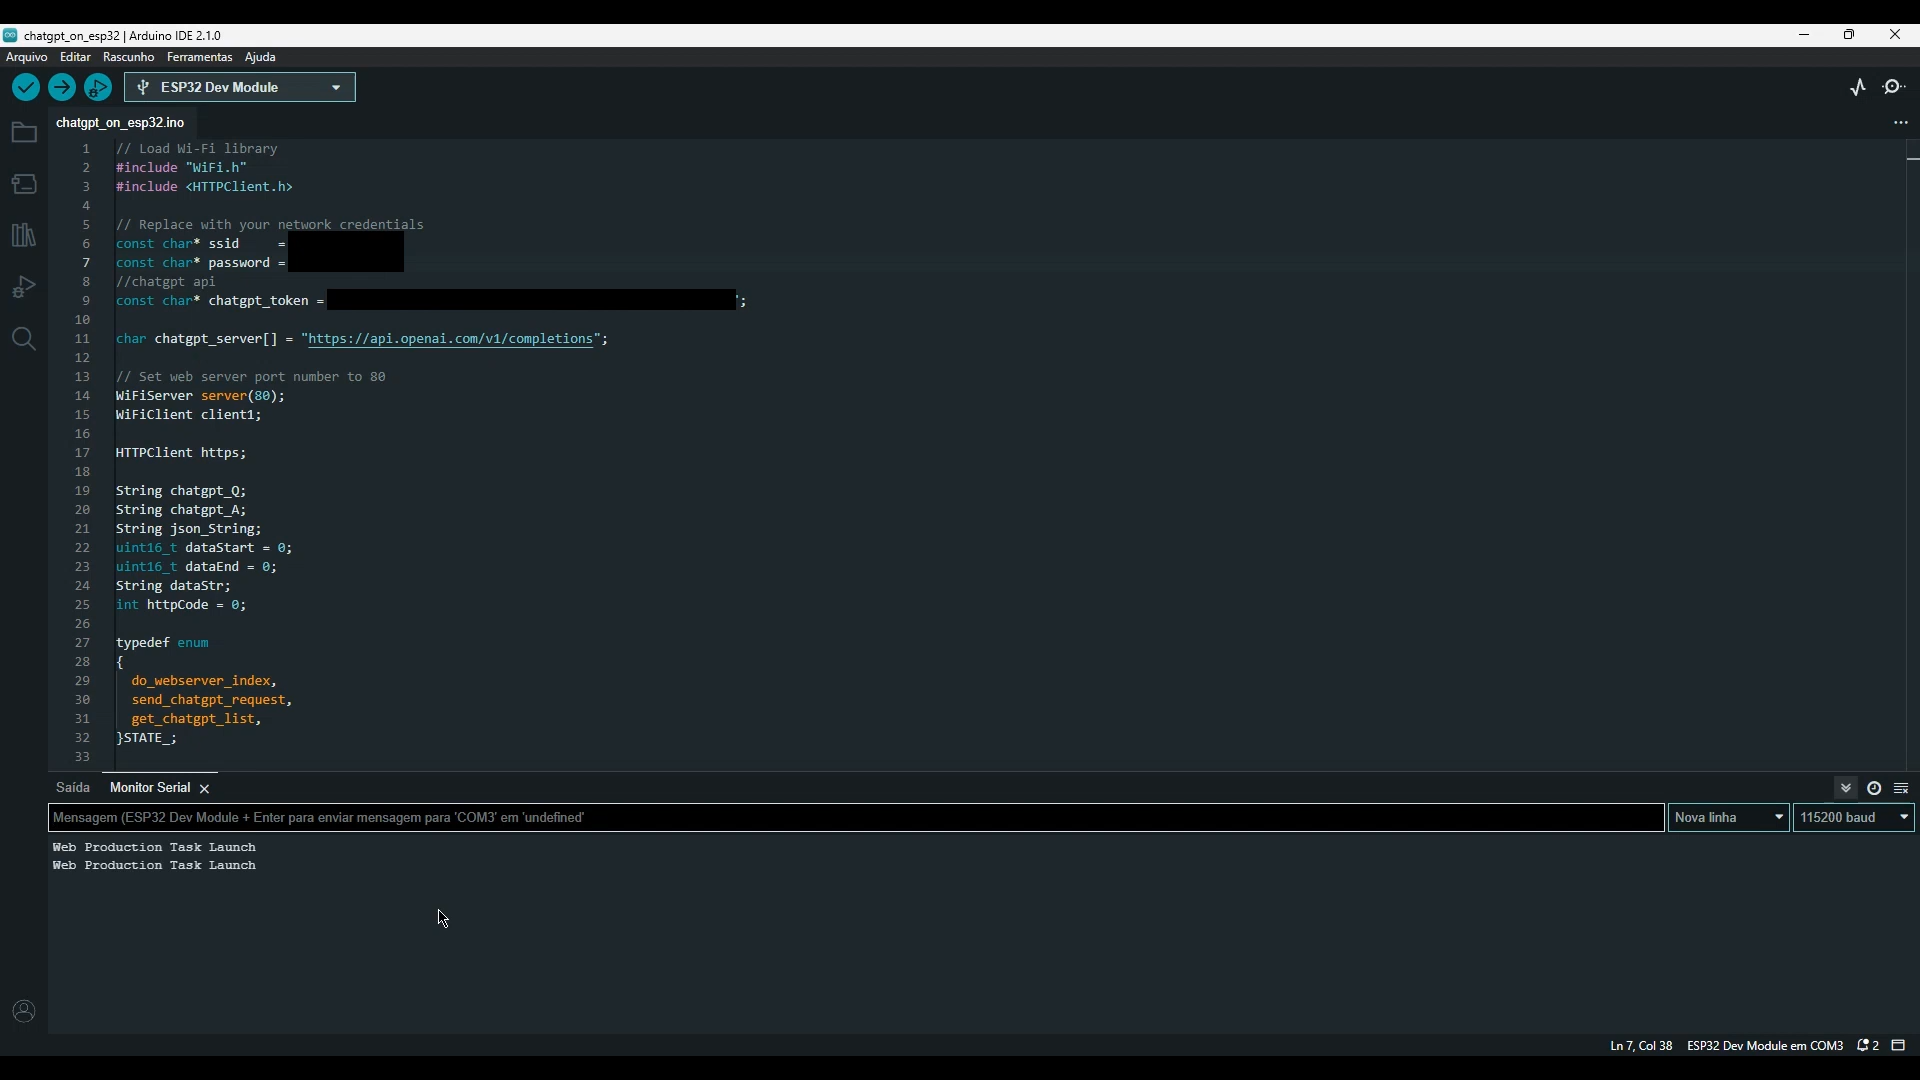 chatgpt_on_esp32 | Arduino IDE 2.1.0
Arquivo Editar Rascunho Ferramentas Ajuda
ESP32 Dev Module
chatgpt_on_esp32.ino
1 // Load Wi-Fi library
2 #include "WiFi.h"
3 #include <HTTPClient.h>
4
5 // Replace with your network credentials
6 const char* ssid     =
7 const char* password =
8 //chatgpt api
9 const char* chatgpt_token = ";
10
11 char chatgpt_server[] = "https://api.openai.com/v1/completions";
12
13 // Set web server port number to 80
14 WiFiServer server(80);
15 WiFiClient client1;
16
17 HTTPClient https;
18
19 String chatgpt_Q;
20 String chatgpt_A;
21 String json_String;
22 uint16_t dataStart = 0;
23 uint16_t dataEnd = 0;
24 String dataStr;
25 int httpCode = 0;
26
27 typedef enum
28 {
29   do_webserver_index,
30   send_chatgpt_request,
31   get_chatgpt_list,
32 }STATE_;
33
Saída Monitor Serial
Mensagem (ESP32 Dev Module + Enter para enviar mensagem para 'COM3' em 'undefined'
Nova linha 115200 baud
Web Production Task Launch
Web Production Task Launch
Ln 7, Col 38 ESP32 Dev Module em COM3 2